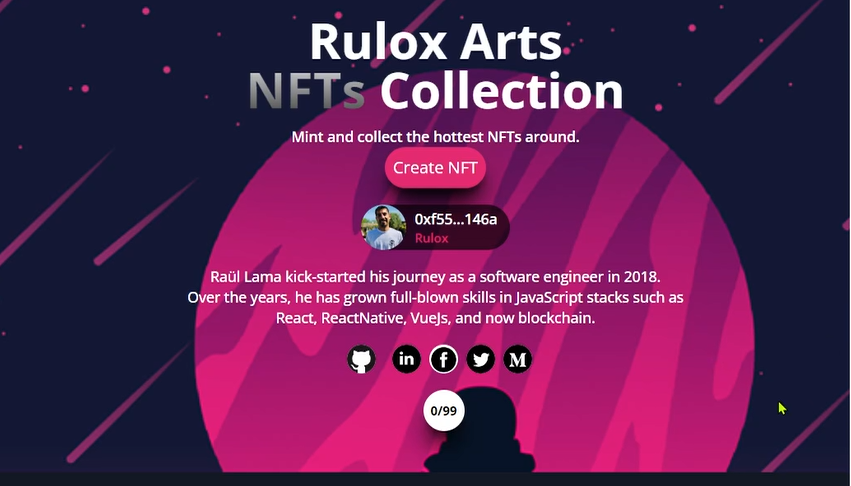 Rulox Arts
NFTs Collection
Mint and collect the hottest NFTs around.
Create NFT
0xf55...146a
Rulox
Raül Lama kick-started his journey as a software engineer in 2018.
Over the years, he has grown full-blown skills in JavaScript stacks such as
React, ReactNative, VueJs, and now blockchain.
0/99